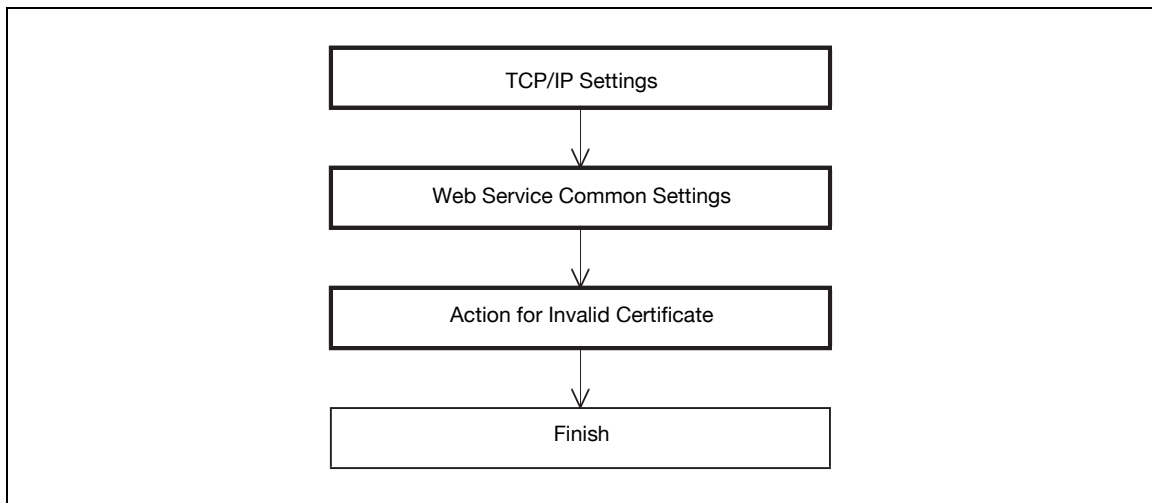 TCP/IP Settings
Web Service Common Settings
Action for Invalid Certificate
Finish